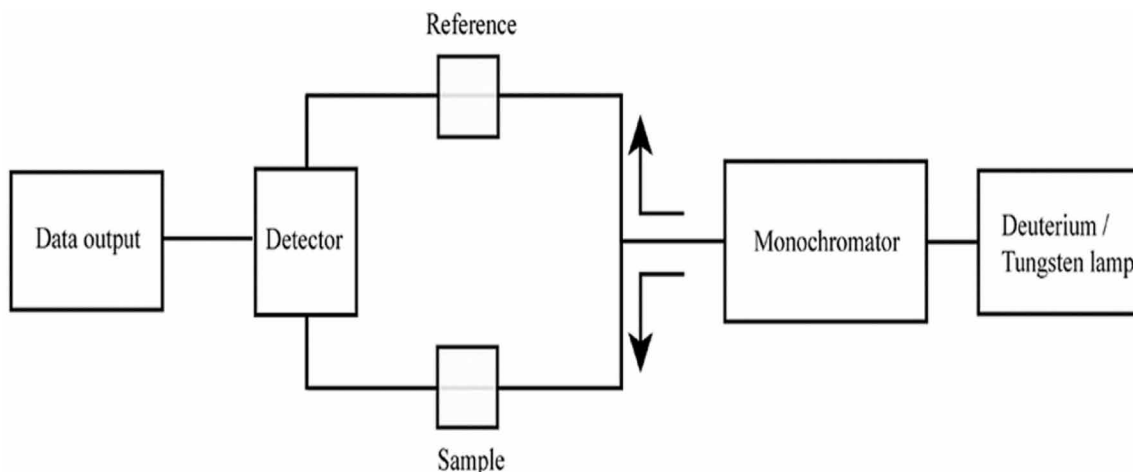 Reference
Data output
Detector
Monochromator
Deuterium /
Tungsten lamp
Sample